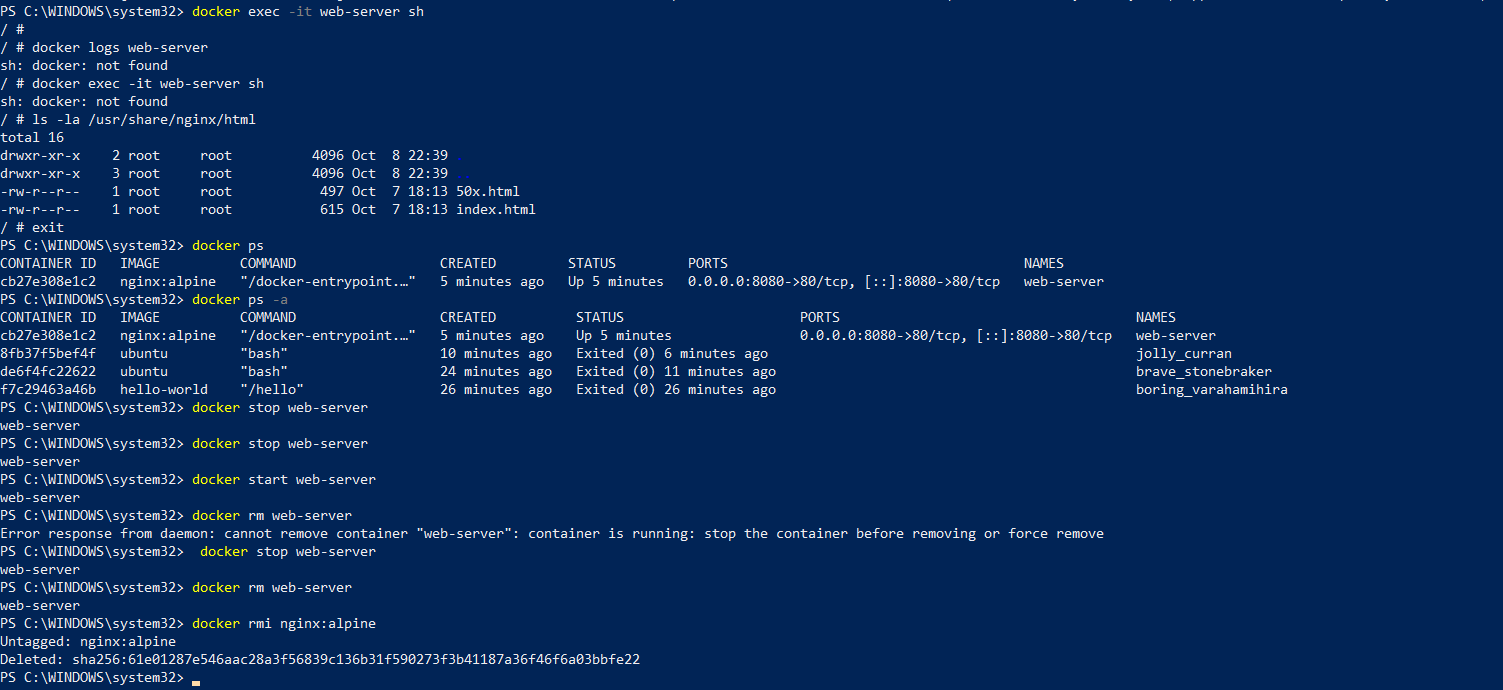 PS C:\WINDOWS\system32> docker exec -it web-server sh
/ #
/ # docker logs web-server
sh: docker: not found
/ # docker exec -it web-server sh
sh: docker: not found
/ # ls -la /usr/share/nginx/html
total 16
drwxr-xr-x    2 root     root          4096 Oct  8 22:39 .
drwxr-xr-x    3 root     root          4096 Oct  8 22:39 ..
-rw-r--r--    1 root     root           497 Oct  7 18:13 50x.html
-rw-r--r--    1 root     root           615 Oct  7 18:13 index.html
/ # exit
PS C:\WINDOWS\system32> docker ps
CONTAINER ID   IMAGE          COMMAND                  CREATED         STATUS         PORTS                                     NAMES
cb27e308e1c2   nginx:alpine   "/docker-entrypoint.…"   5 minutes ago   Up 5 minutes   0.0.0.0:8080->80/tcp, [::]:8080->80/tcp   web-server
PS C:\WINDOWS\system32> docker ps -a
CONTAINER ID   IMAGE          COMMAND                  CREATED          STATUS                      PORTS                                     NAMES
cb27e308e1c2   nginx:alpine   "/docker-entrypoint.…"   5 minutes ago    Up 5 minutes                0.0.0.0:8080->80/tcp, [::]:8080->80/tcp   web-server
8fb37f5bef4f   ubuntu         "bash"                   10 minutes ago   Exited (0) 6 minutes ago                                              jolly_curran
de6f4fc22622   ubuntu         "bash"                   24 minutes ago   Exited (0) 11 minutes ago                                             brave_stonebraker
f7c29463a46b   hello-world    "/hello"                 26 minutes ago   Exited (0) 26 minutes ago                                             boring_varahamihira
PS C:\WINDOWS\system32> docker stop web-server
web-server
PS C:\WINDOWS\system32> docker stop web-server
web-server
PS C:\WINDOWS\system32> docker start web-server
web-server
PS C:\WINDOWS\system32> docker rm web-server
Error response from daemon: cannot remove container "web-server": container is running: stop the container before removing or force remove
PS C:\WINDOWS\system32>  docker stop web-server
web-server
PS C:\WINDOWS\system32> docker rm web-server
web-server
PS C:\WINDOWS\system32> docker rmi nginx:alpine
Untagged: nginx:alpine
Deleted: sha256:61e01287e546aac28a3f56839c136b31f590273f3b41187a36f46f6a03bbfe22
PS C:\WINDOWS\system32>